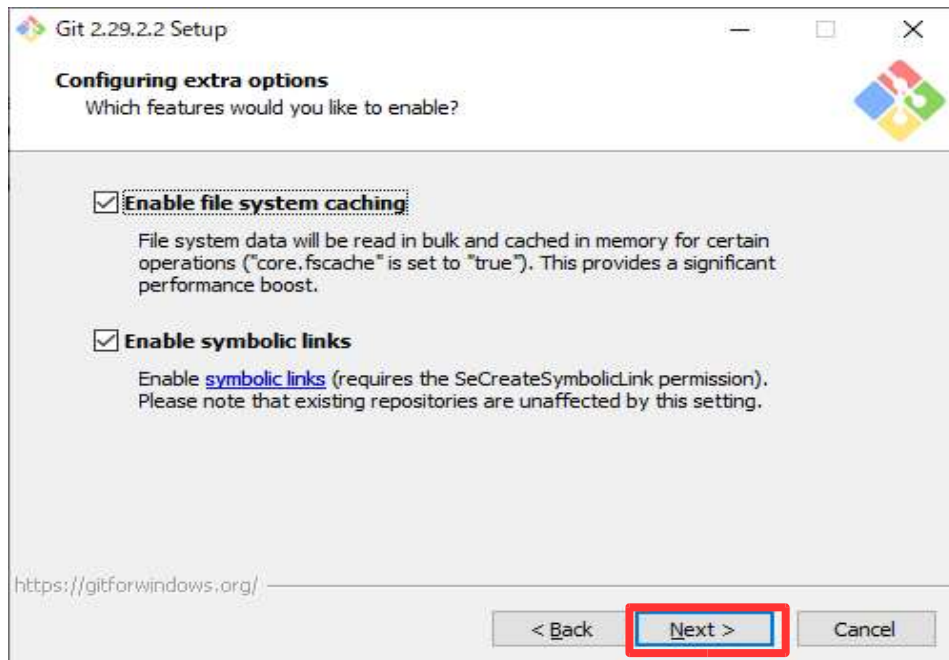 Git 2.29.2.2 Setup
Configuring extra options
Which features would you like to enable?
Enable file system caching
File system data will be read in bulk and cached in memory for certain
operations ("core.fscache" is set to "true"). This provides a significant
performance boost.
Enable symbolic links
Enable symbolic links (requires the SeCreateSymbolicLink permission).
Please note that existing repositories are unaffected by this setting.
https://gitforwindows.org/
< Back Next > Cancel